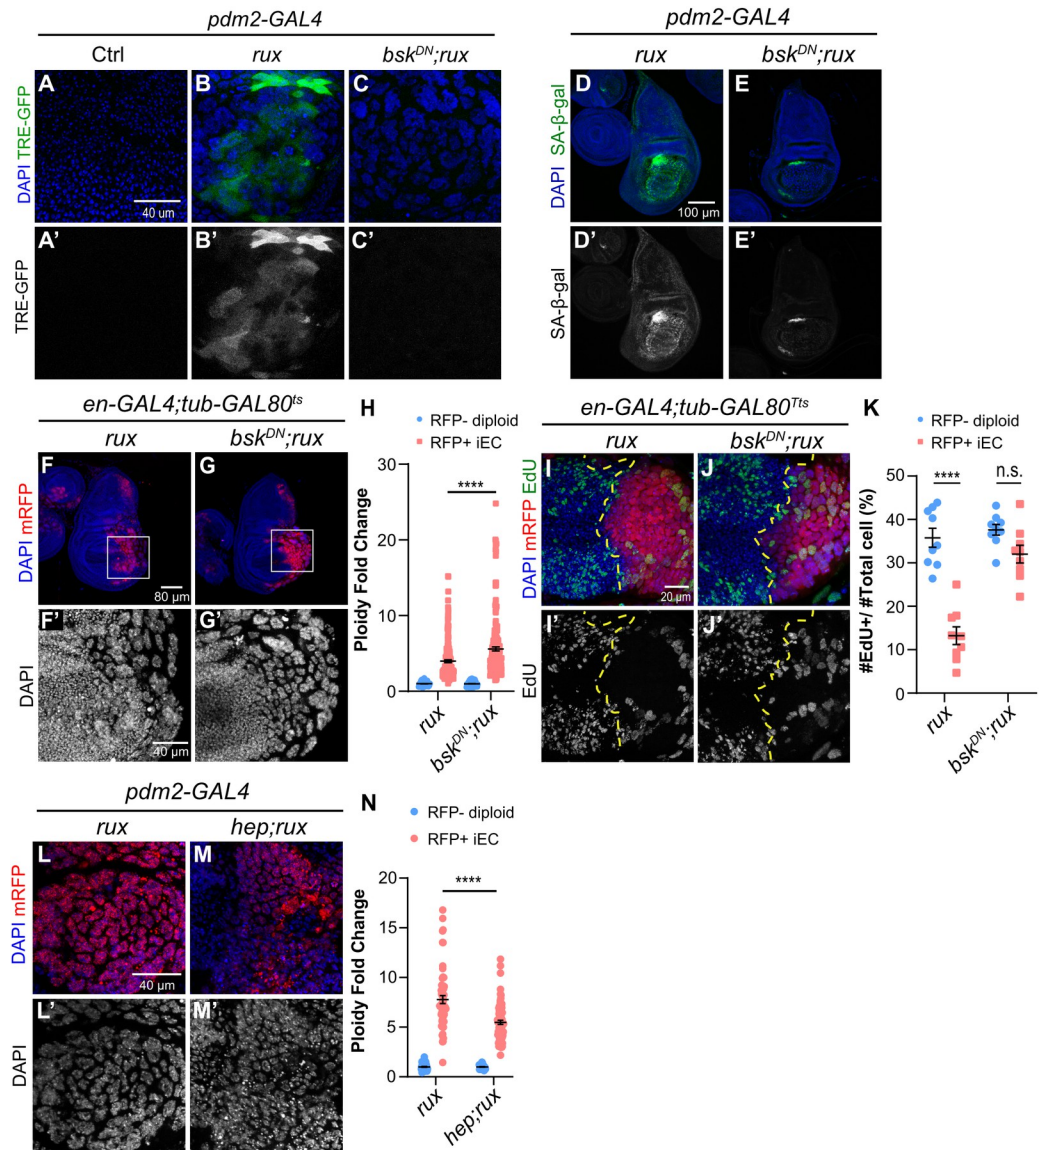 pdm2-GAL4
Ctrl rux bsk^DN;rux
A B C
DAPI TRE-GFP
40 um
A' B' C'
TRE-GFP
pdm2-GAL4
rux bsk^DN;rux
D E
DAPI SA-β-gal
100 µm
D' E'
SA-β-gal
en-GAL4;tub-GAL80^ts
rux bsk^DN;rux
F G
DAPI mRFP
80 µm
F' G'
DAPI
40 µm
H
RFP- diploid
RFP+ iEC
Ploidy Fold Change
30
20
10
0
****
rux bsk^DN;rux
en-GAL4;tub-GAL80^Tts
rux bsk^DN;rux
I J
DAPI mRFP EdU
20 µm
I' J'
EdU
K
RFP- diploid
RFP+ iEC
#EdU+/ #Total cell (%)
50
40
30
20
10
0
**** n.s.
rux bsk^DN;rux
pdm2-GAL4
rux hep;rux
L M
DAPI mRFP
40 µm
L' M'
DAPI
N
RFP- diploid
RFP+ iEC
Ploidy Fold Change
20
15
10
5
0
****
rux hep;rux